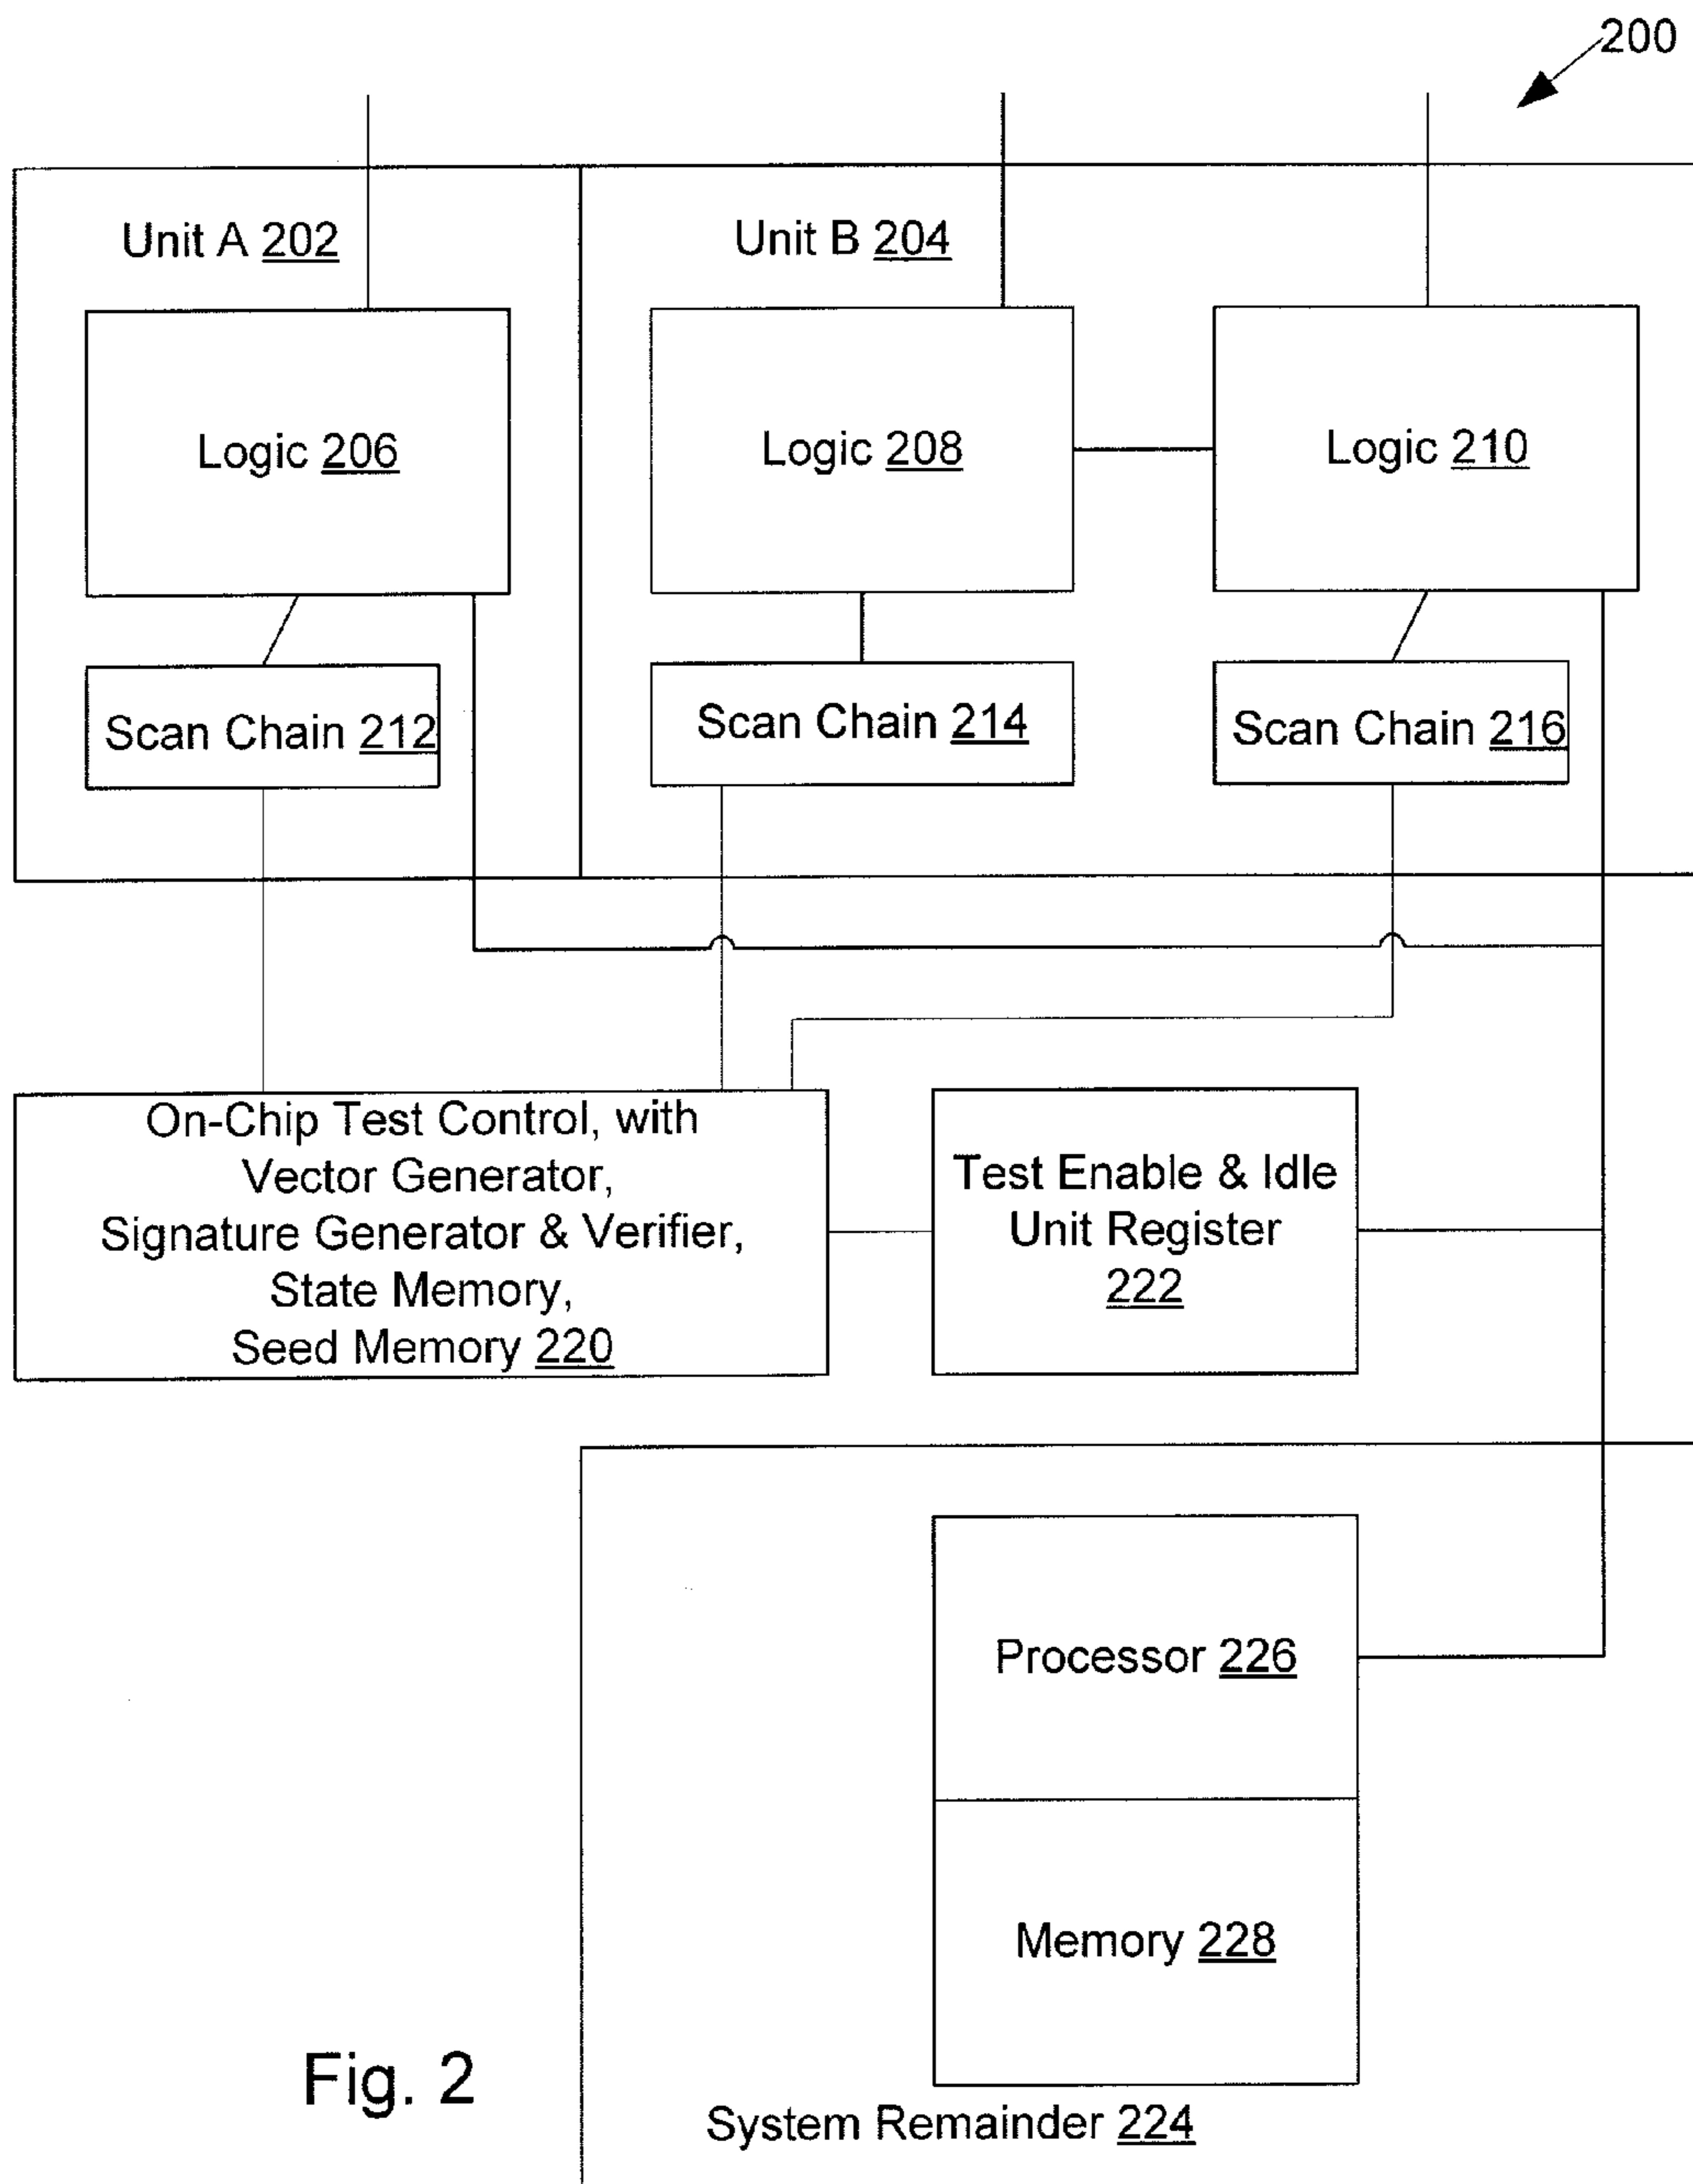 200
Unit A 202
Unit B 204
Logic 206
Logic 208
Logic 210
Scan Chain 212
Scan Chain 214
Scan Chain 216
On-Chip Test Control, with
Vector Generator,
Signature Generator & Verifier,
State Memory,
Seed Memory 220
Test Enable & Idle
Unit Register
222
Processor 226
Memory 228
System Remainder 224
Fig. 2